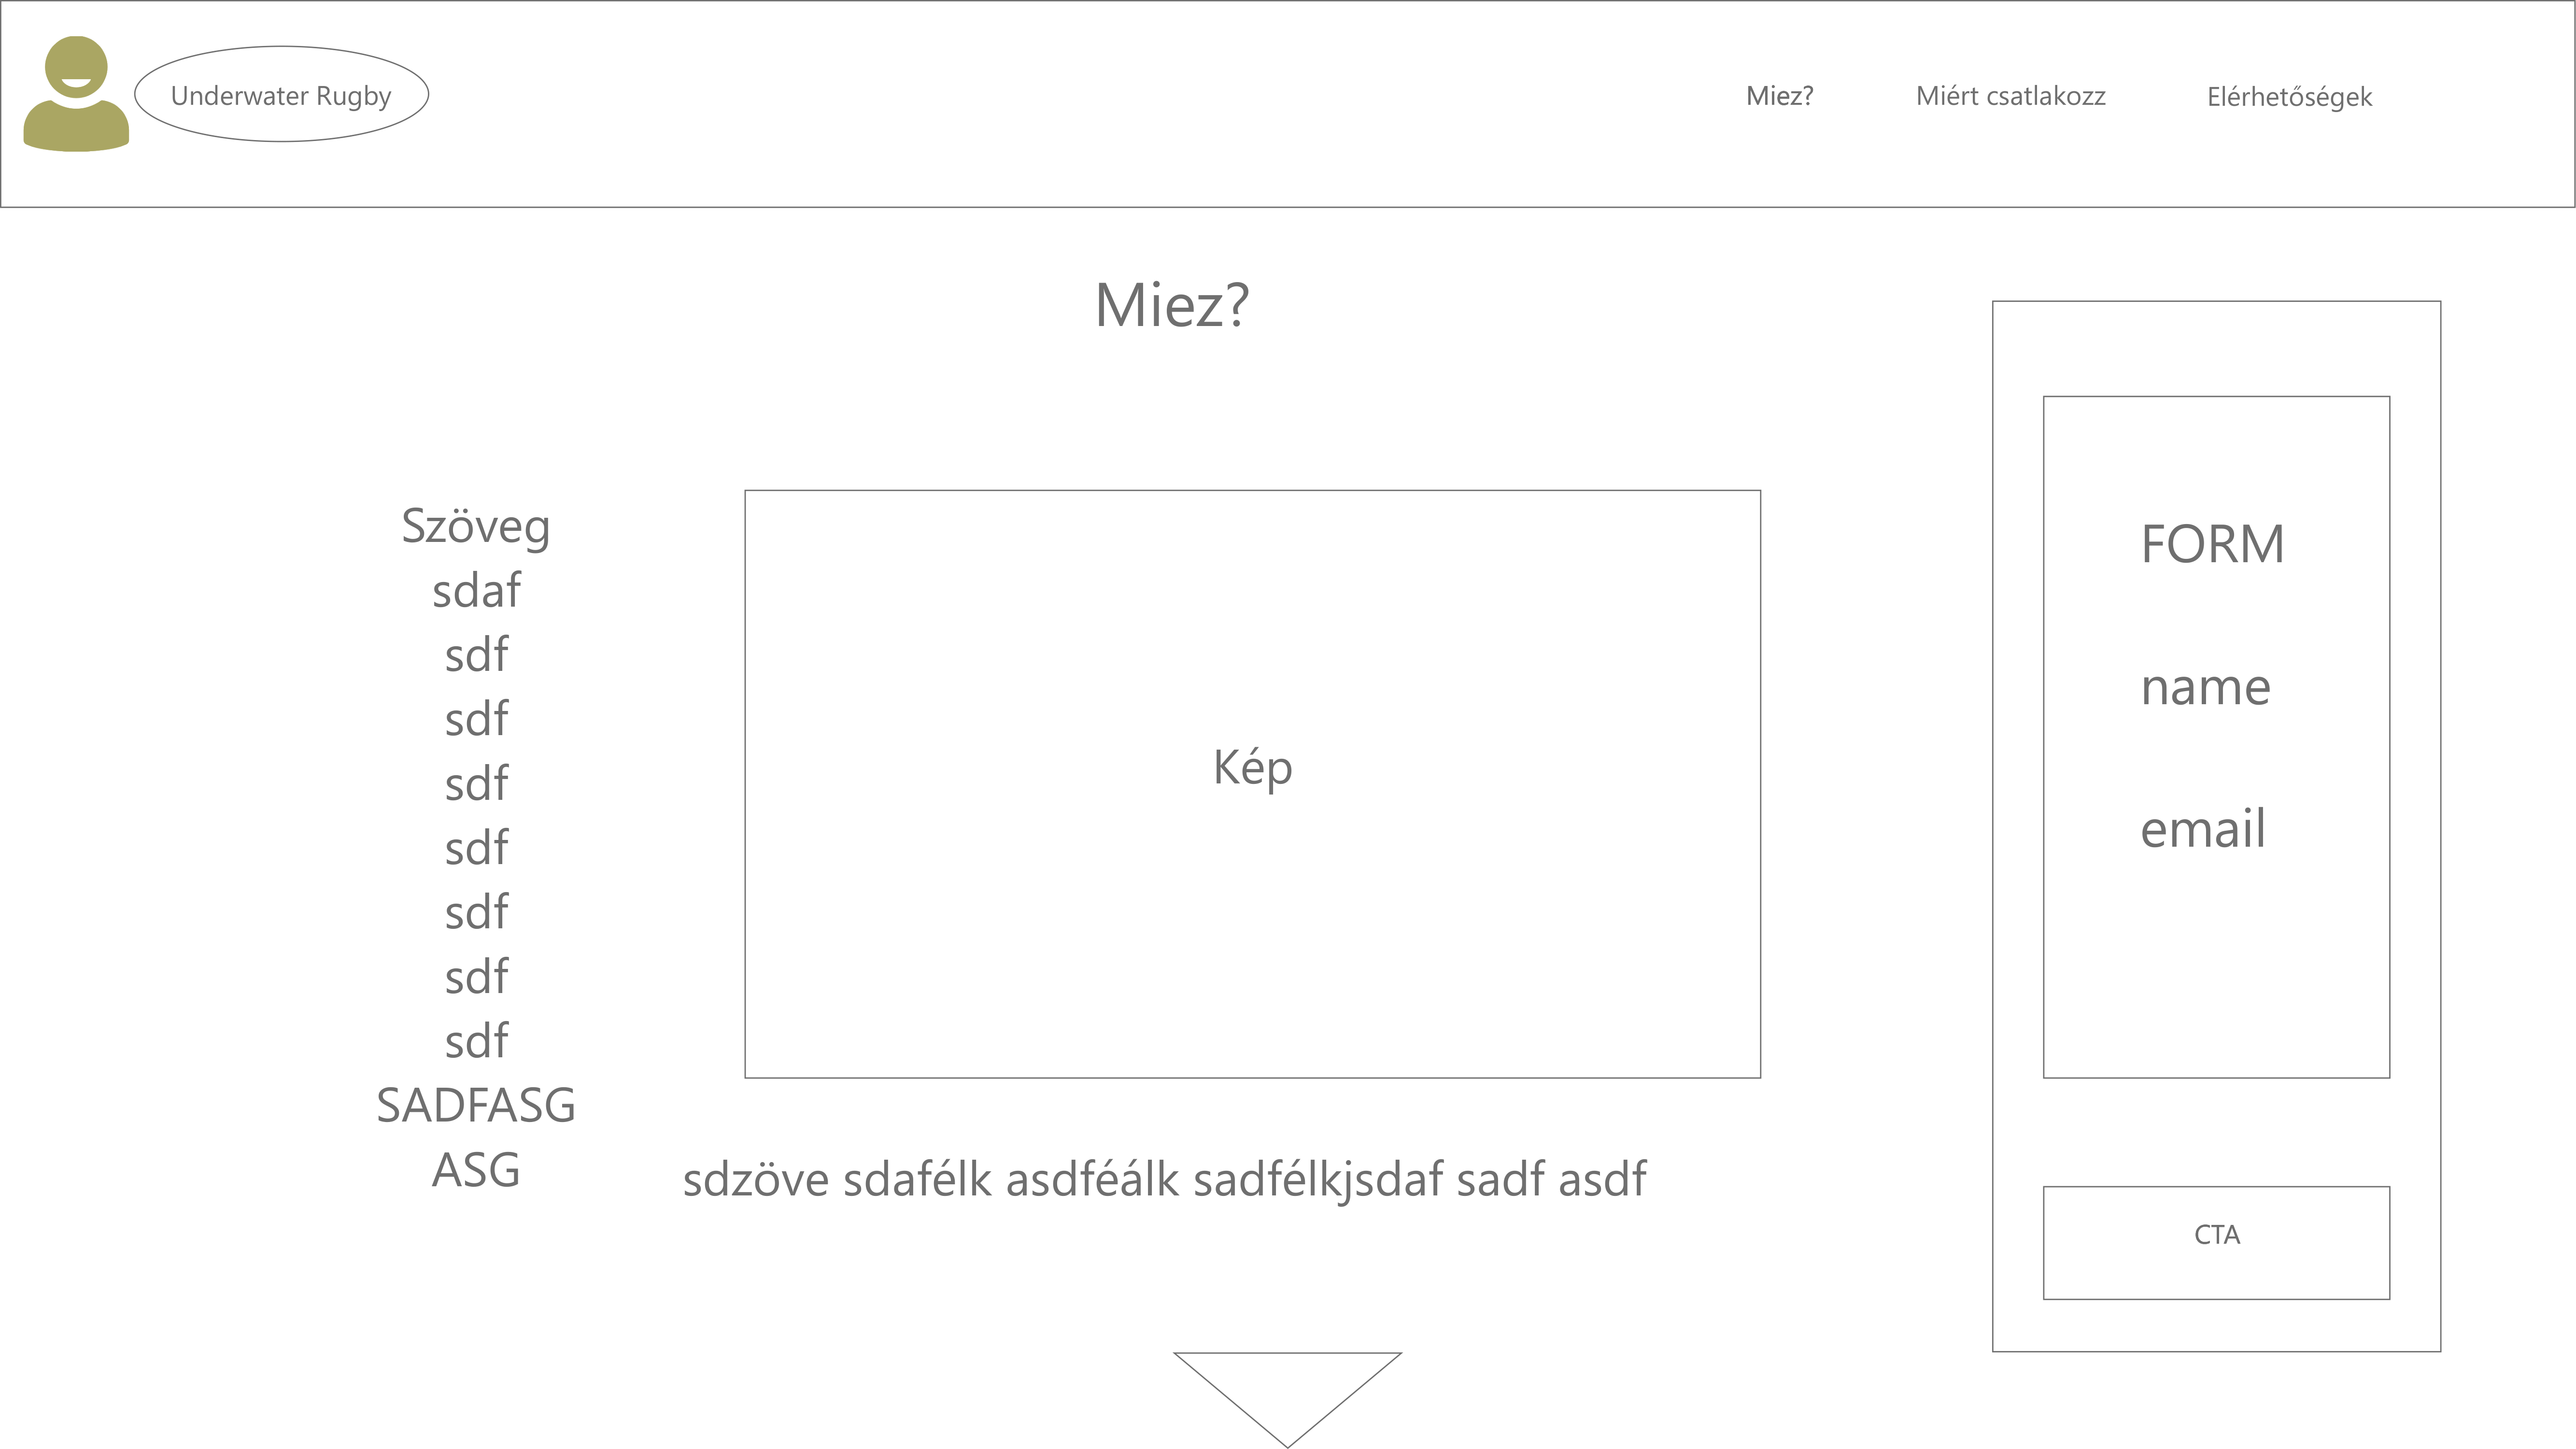 Underwater Rugby
Miez?
Miért csatlakozz
Elérhetőségek
Miez?
Szöveg
sdaf
sdf
sdf
sdf
sdf
sdf
sdf
sdf
SADFASG
ASG
Kép
sdzöve sdafélk asdféálk sadfélkjsdaf sadf asdf
FORM
name
email
CTA